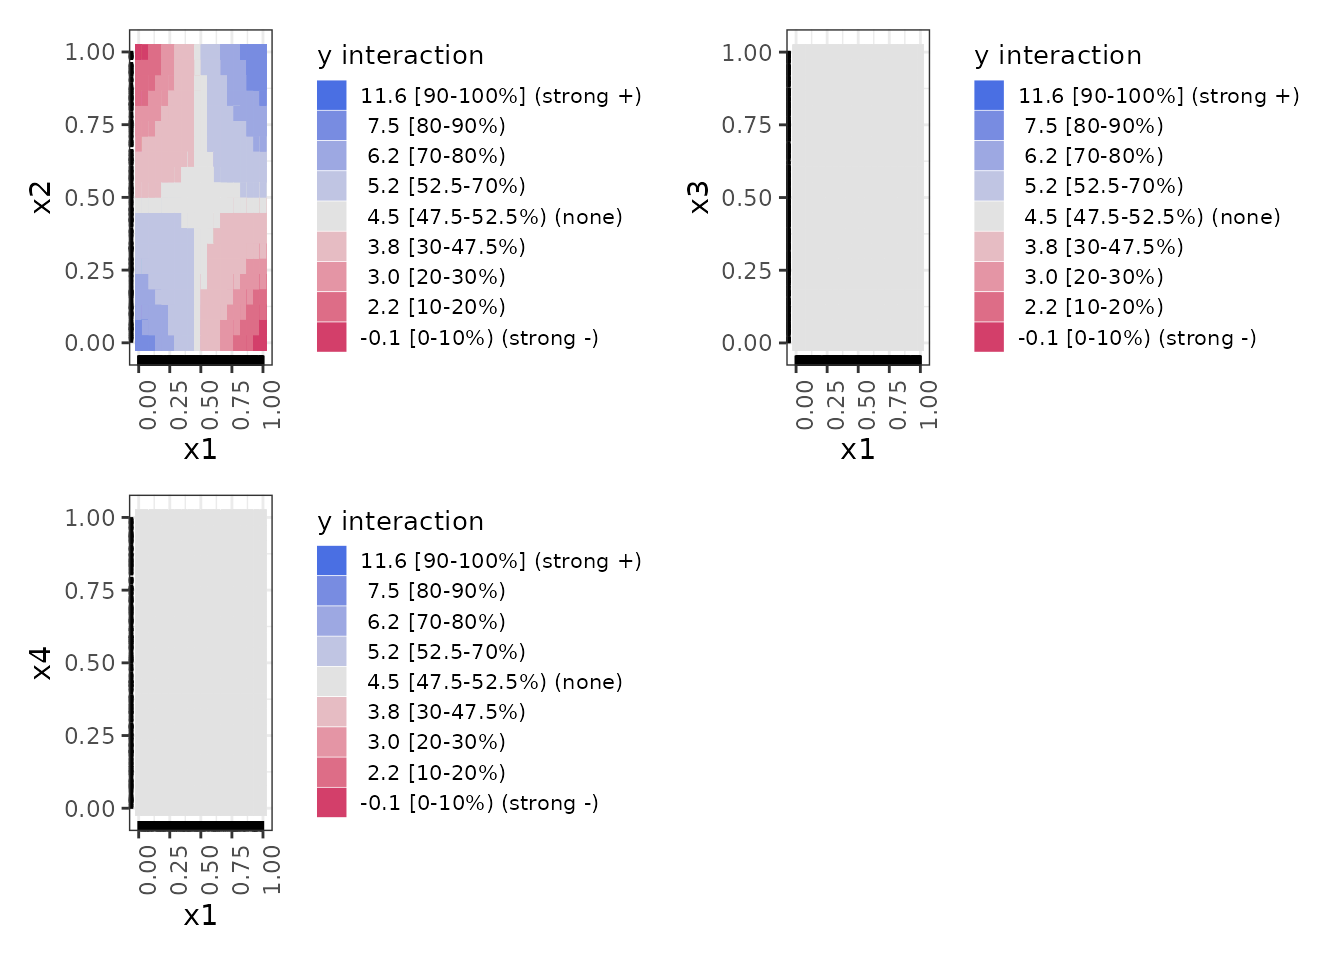 y interaction
11.6 [90-100%] (strong +)
7.5 [80-90%)
6.2 [70-80%)
5.2 [52.5-70%)
4.5 [47.5-52.5%) (none)
3.8 [30-47.5%)
3.0 [20-30%)
2.2 [10-20%)
-0.1 [0-10%) (strong -)
x2
1.00
0.75
0.50
0.25
0.00
0.00 0.25 0.50 0.75 1.00
x1
y interaction
11.6 [90-100%] (strong +)
7.5 [80-90%)
6.2 [70-80%)
5.2 [52.5-70%)
4.5 [47.5-52.5%) (none)
3.8 [30-47.5%)
3.0 [20-30%)
2.2 [10-20%)
-0.1 [0-10%) (strong -)
x3
1.00
0.75
0.50
0.25
0.00
0.00 0.25 0.50 0.75 1.00
x1
y interaction
11.6 [90-100%] (strong +)
7.5 [80-90%)
6.2 [70-80%)
5.2 [52.5-70%)
4.5 [47.5-52.5%) (none)
3.8 [30-47.5%)
3.0 [20-30%)
2.2 [10-20%)
-0.1 [0-10%) (strong -)
x4
1.00
0.75
0.50
0.25
0.00
0.00 0.25 0.50 0.75 1.00
x1